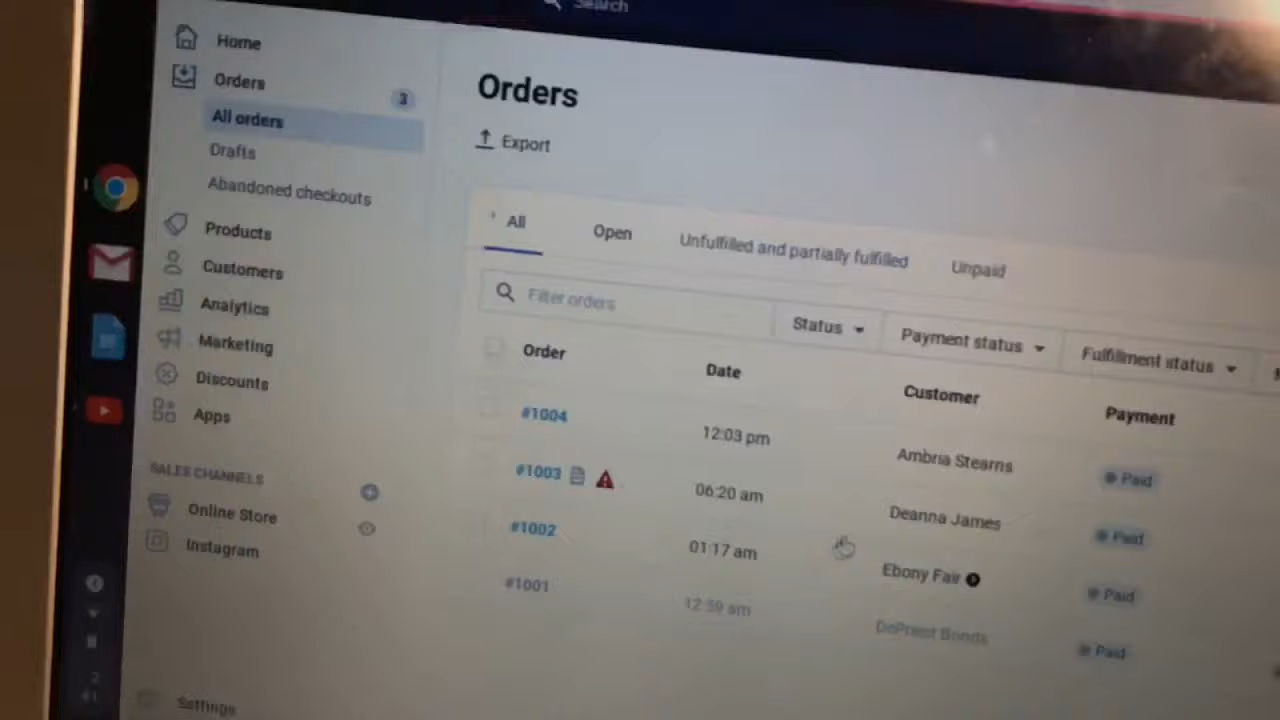 Search
Home
Orders
3
All orders
Drafts
Abandoned checkouts
Products
Customers
Analytics
Marketing
Discounts
Apps
SALES CHANNELS
Online Store
Instagram
Settings
Orders
Export
All Open Unfulfilled and partially fulfilled Unpaid
Filter orders Status Payment status Fulfillment status
Order Date Customer Payment
#1004 12:03 pm Ambria Stearns Paid
#1003 06:20 am Deanna James Paid
#1002 01:17 am Ebony Fair Paid
#1001 12:59 am DePriest Bonds Paid